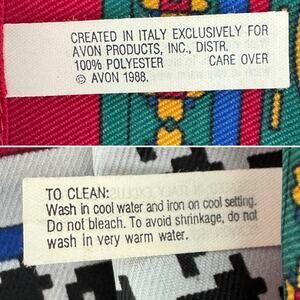 CREATED IN ITALY EXCLUSIVELY FOR
AVON PRODUCTS, INC., DISTR.
100% POLYESTER CARE OVER
© AVON 1988.
TO CLEAN:
Wash in cool water and iron on cool setting.
Do not bleach. To avoid shrinkage, do not
wash in very warm water.